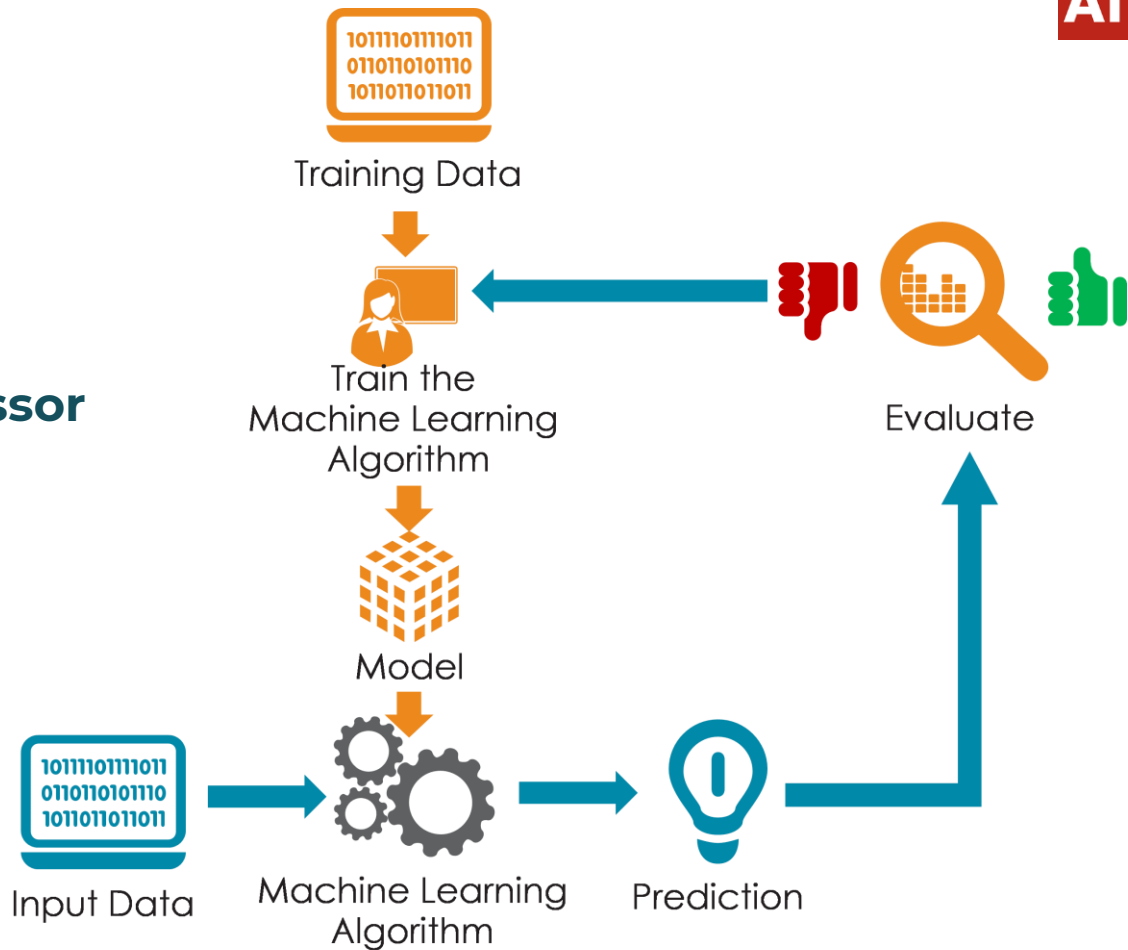 AI
10111101111011
0110110101110
1011011011011
Training Data
Train the
Machine Learning
Algorithm
ssor
Evaluate
Model
10111101111011
0110110101110
1011011011011
Input Data
Machine Learning
Algorithm
Prediction